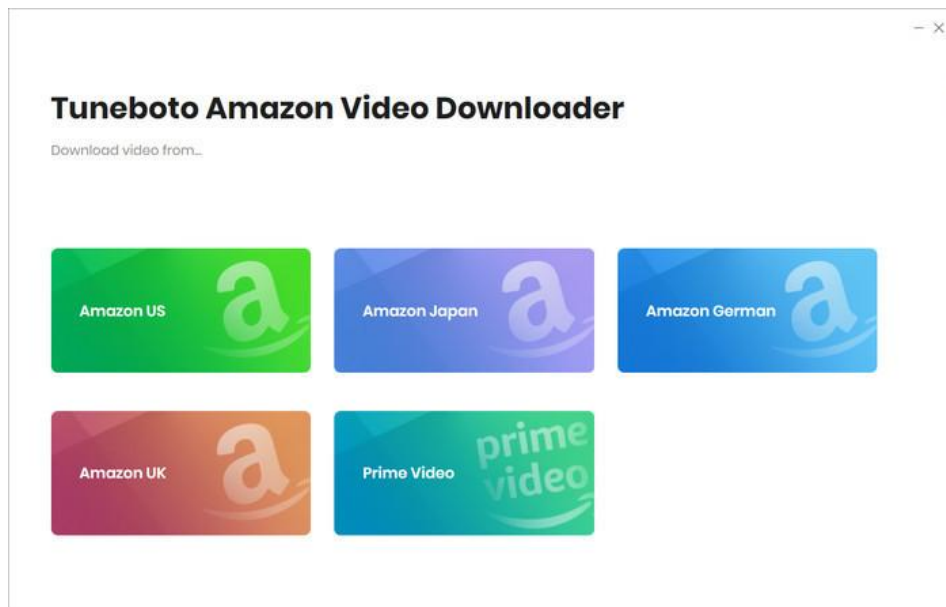 Tuneboto Amazon Video Downloader
Download video from...
Amazon US
a
Amazon Japan
a
Amazon German
a
Amazon UK
a
Prime Video
prime
video